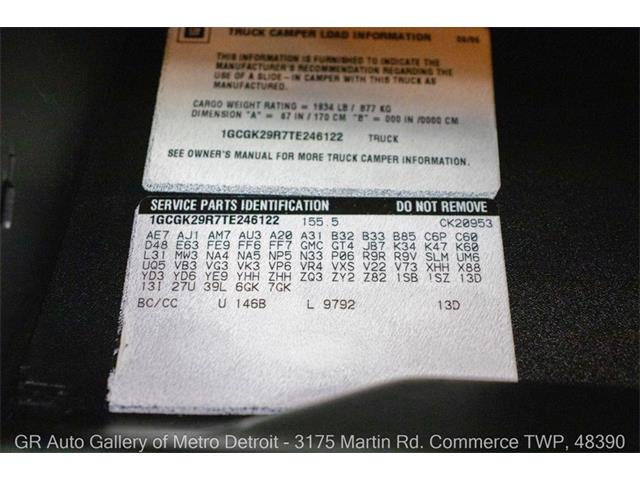 GM
TRUCK CAMPER LOAD INFORMATION
THIS INFORMATION IS FURNISHED TO INDICATE THE
MANUFACTURER'S RECOMMENDATION REGARDING THE
USE OF A SLIDE-IN CAMPER WITH THIS TRUCK AS
MANUFACTURED.
CARGO WEIGHT RATING = 1934 LB / 877 KG
DIMENSION "A" = 67 IN / 170 CM "B" = 000 IN /0000 CM
1GCGK29R7TE246122 TRUCK
SEE OWNER'S MANUAL FOR MORE TRUCK CAMPER INFORMATION.
SERVICE PARTS IDENTIFICATION DO NOT REMOVE
1GCGK29R7TE246122 155.5 CK20953
AE7 AJ1 AM7 AU3 A20 A31 B32 B33 B85 C6P C60
D48 E63 FE9 FF6 FF7 GMC GT4 JB7 K34 K47 K60
L31 MW3 NA4 NA5 NP5 N33 P06 R9R R9V SLM UM6
UQ5 VB3 VG3 VK3 VP6 VR4 VXS V22 V73 XHH X88
YD3 YD6 YE9 YHH ZHH ZQ3 ZY2 Z82 1SB 1SZ 13D
13I 27U 39L 6GK 7GK
BC/CC U 146B L 9792 13D
GR Auto Gallery of Metro Detroit - 3175 Martin Rd. Commerce TWP, 48390